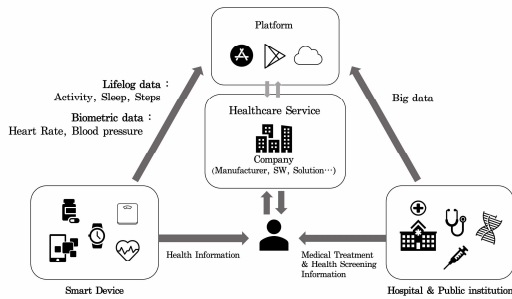 Platform
Lifelog data :
Activity, Sleep, Steps
Biometric data :
Heart Rate, Blood pressure
Big data
Healthcare Service
Company
(Manufacturer, SW, Solution⋯)
Health Information
Medical Treatment
& Health Screening
Information
Smart Device
Hospital & Public institution